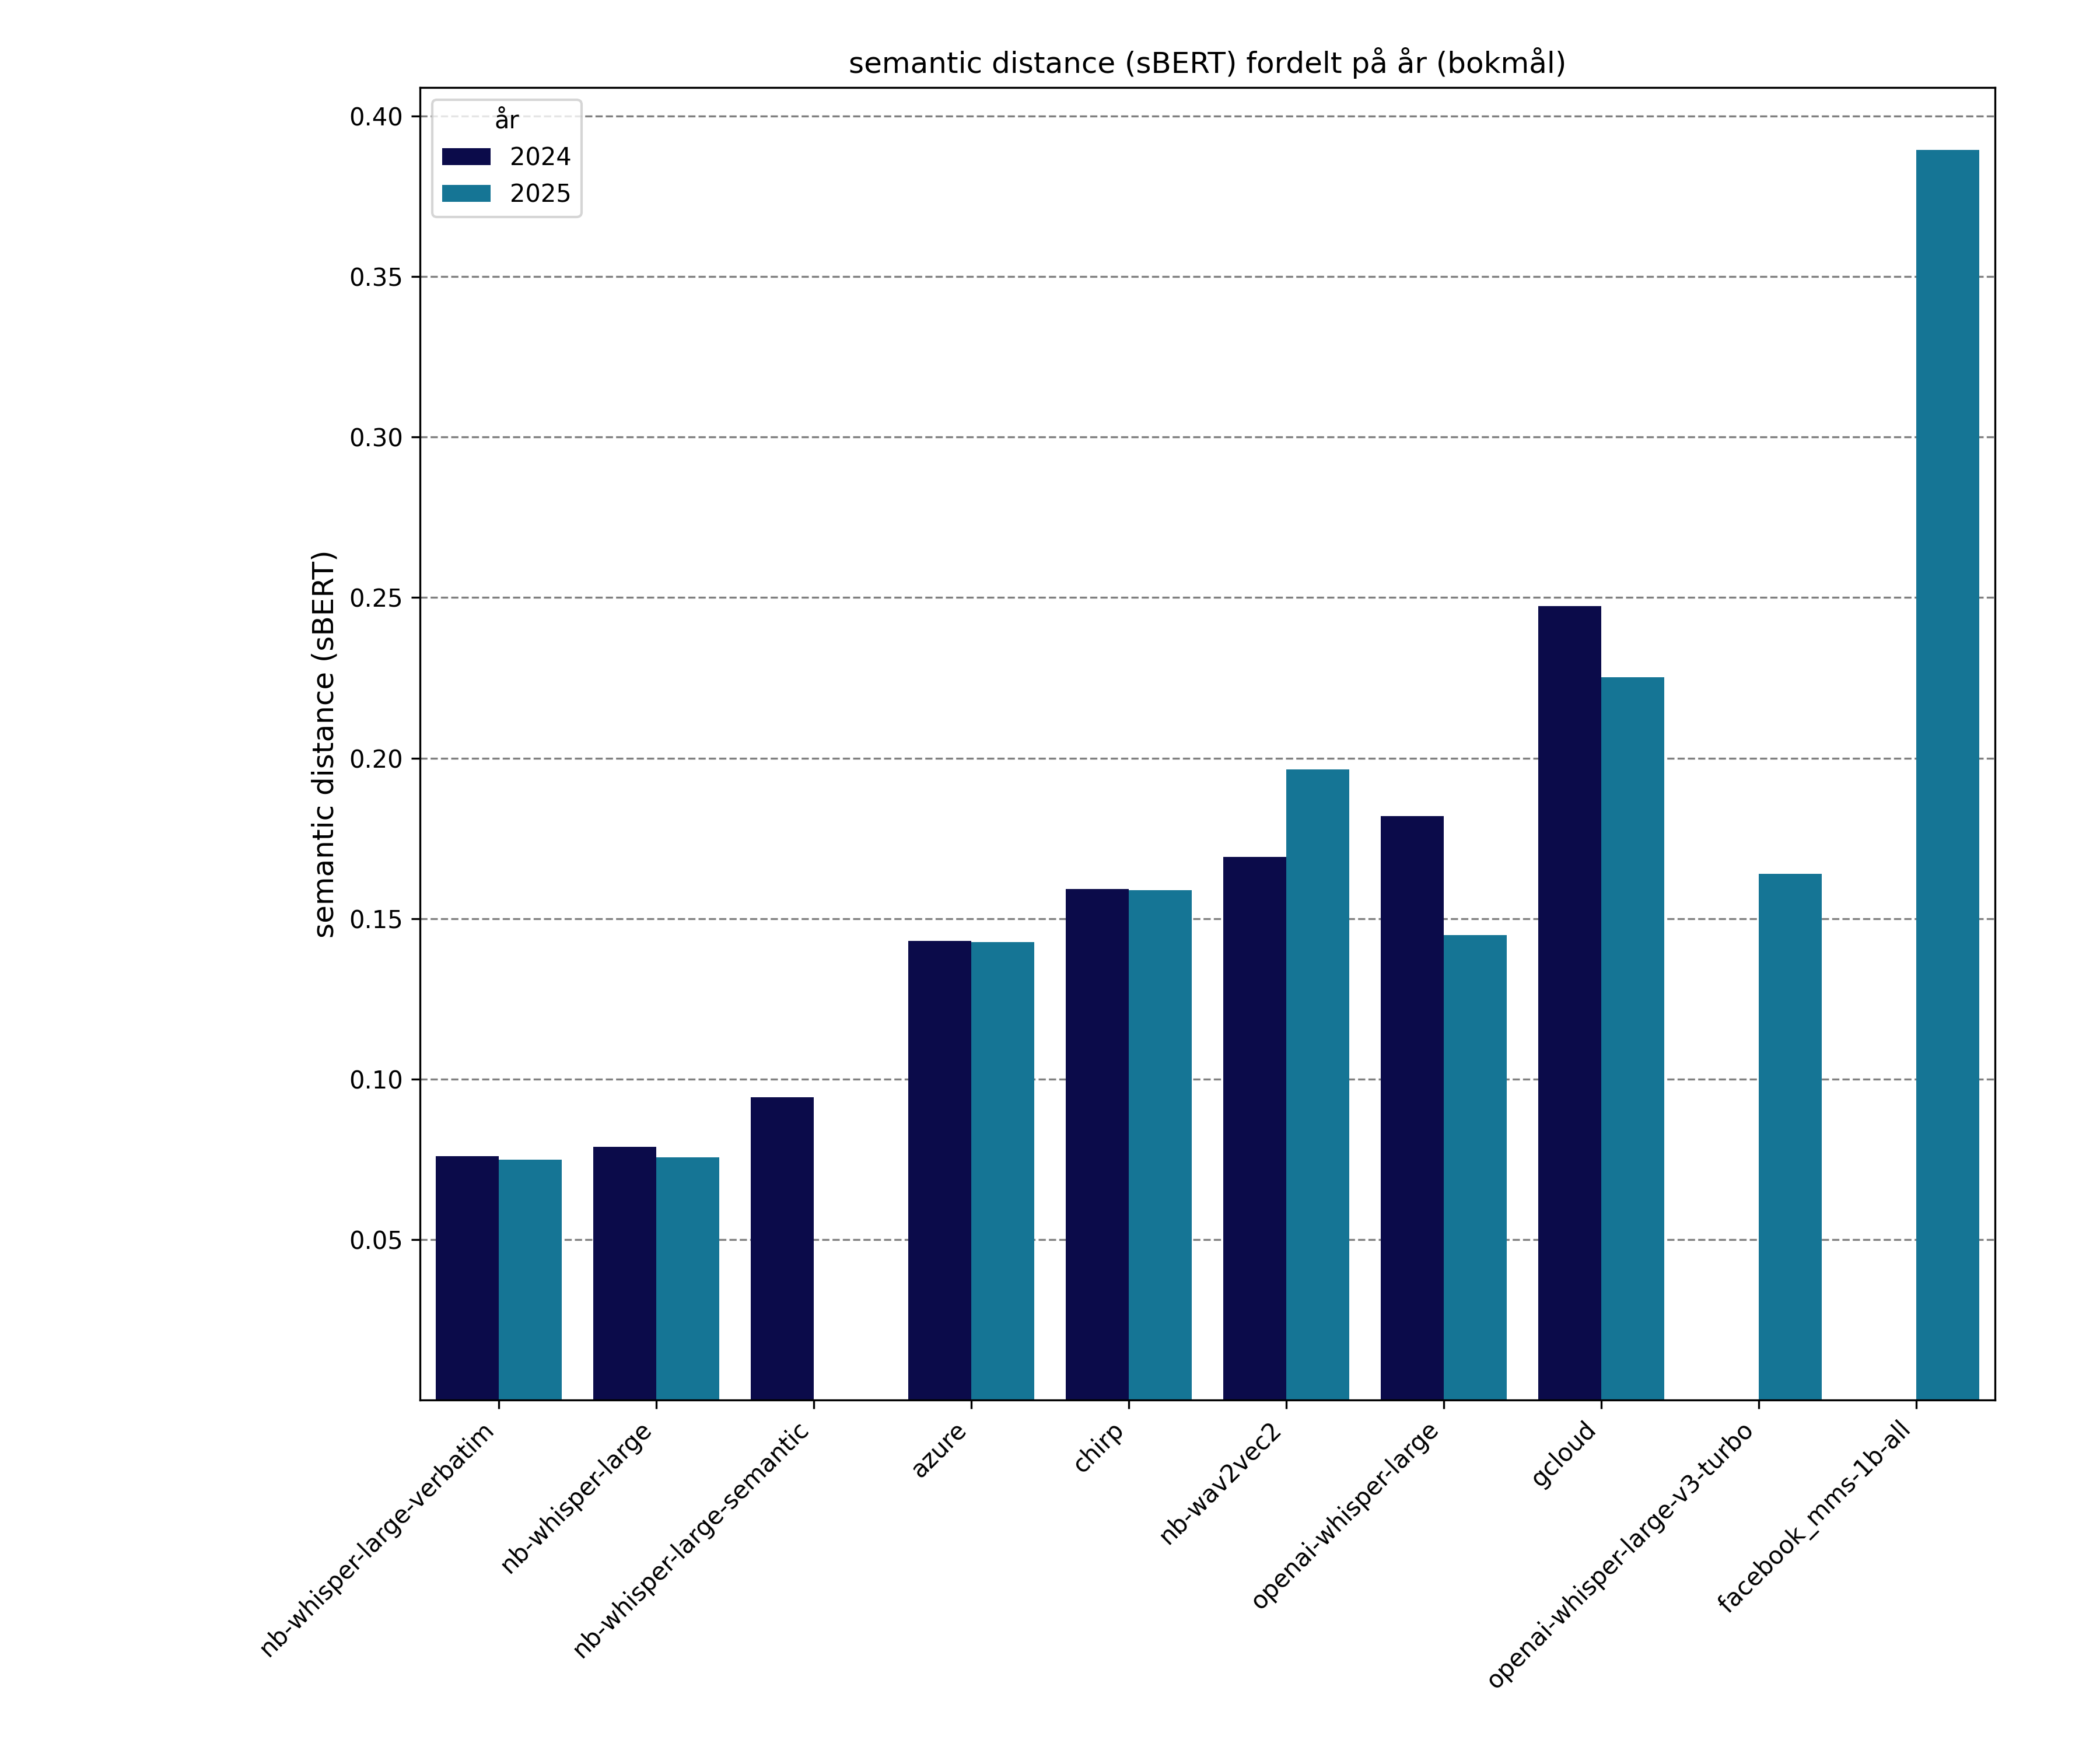 semantic distance (sBERT) fordelt på år (bokmål)
år
2024
2025
semantic distance (sBERT)
0.40
0.35
0.30
0.25
0.20
0.15
0.10
0.05
nb-whisper-large-verbatim
nb-whisper-large
nb-whisper-large-semantic
azure
chirp
nb-wav2vec2
openai-whisper-large
gcloud
openai-whisper-large-v3-turbo
facebook_mms-1b-all